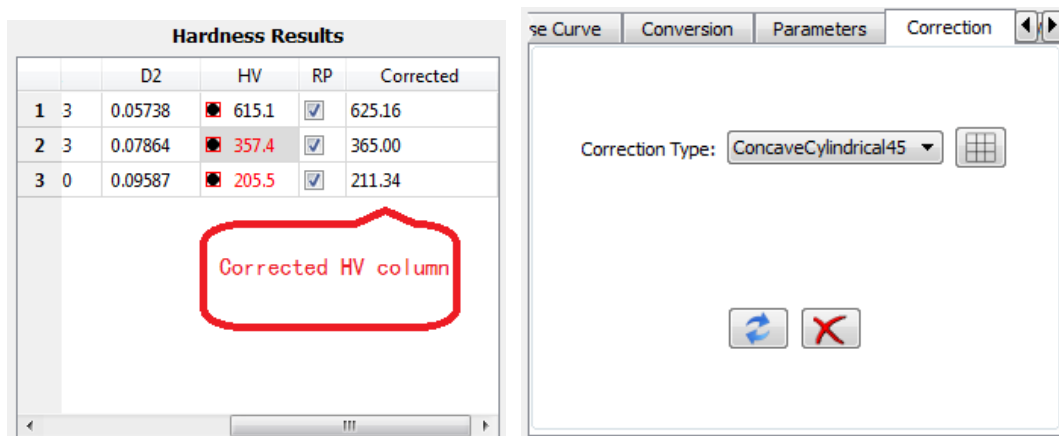 Hardness Results
D2 HV RP Corrected
1 3 0.05738 615.1 625.16
2 3 0.07864 357.4 365.00
3 0 0.09587 205.5 211.34
Corrected HV column
se Curve Conversion Parameters Correction
Correction Type: ConcaveCylindrical45